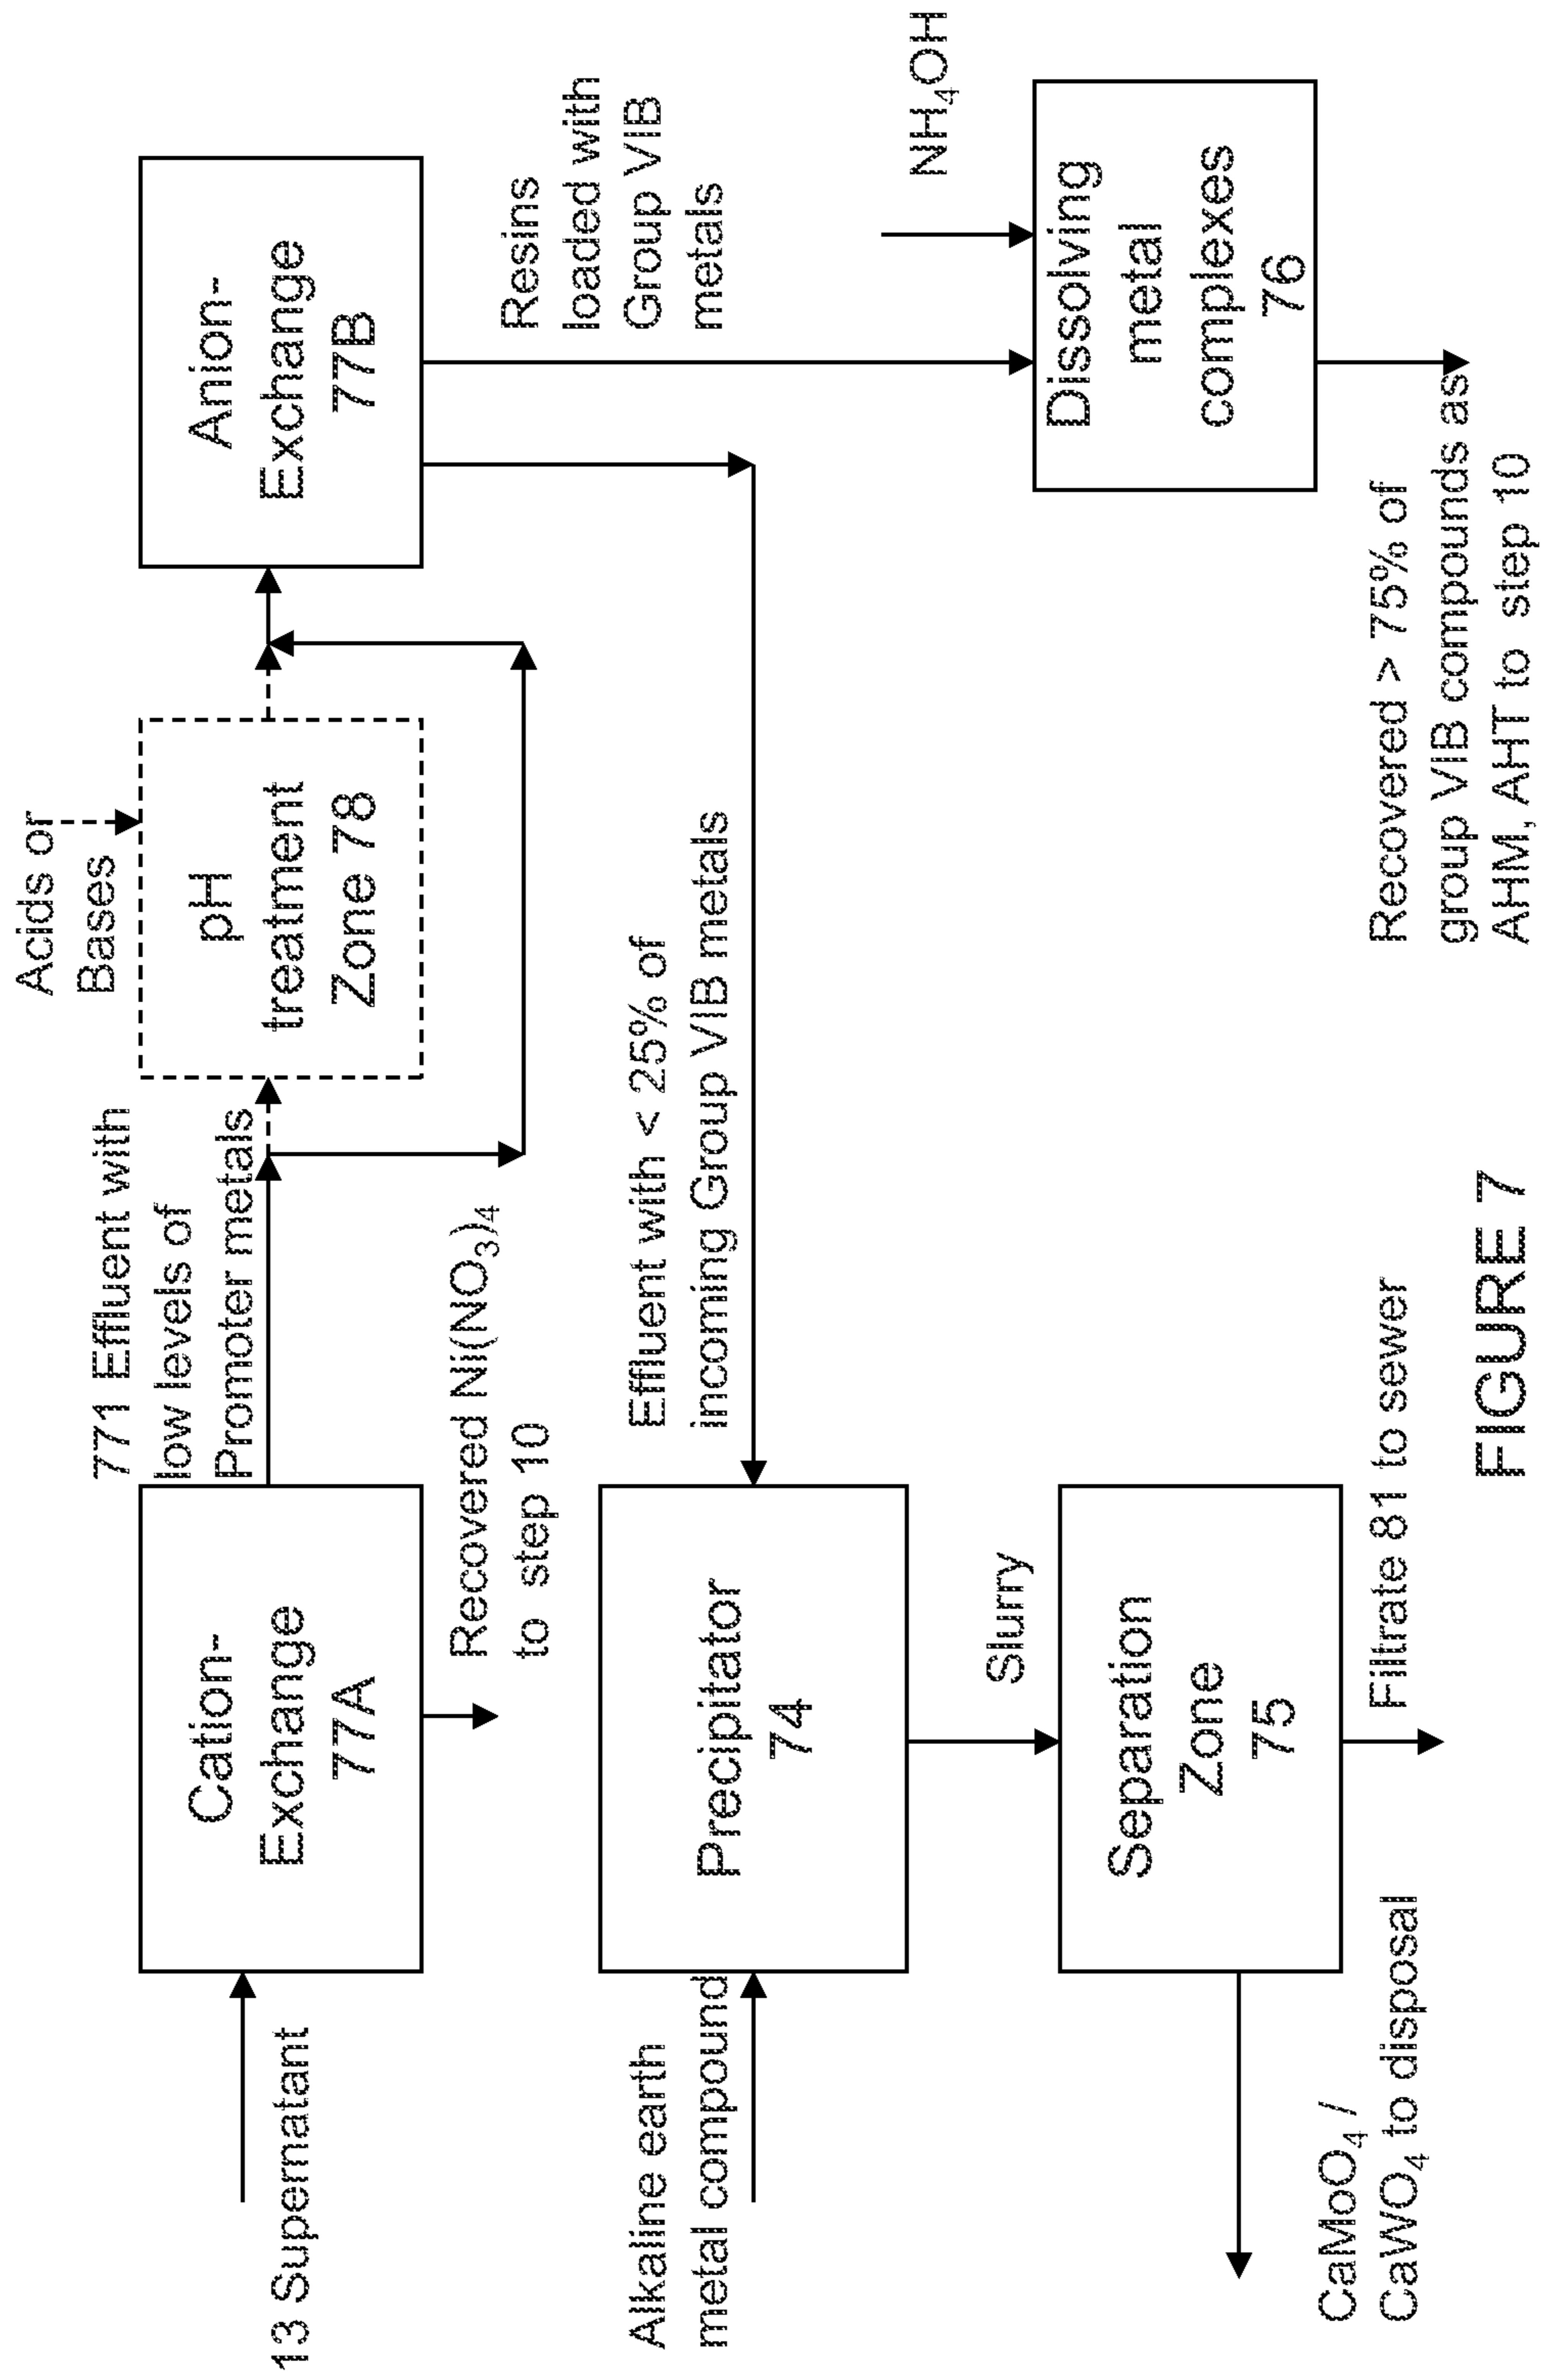 13 Supernatant
Cation-
Exchange
77A
771 Effluent with
low levels of
Promoter metals
Recovered Ni(NO₃)₄
to step 10
Acids or
Bases
pH
treatment
Zone 78
Anion-
Exchange
77B
Resins
loaded with
Group VIB
metals
Alkaline earth
metal compound
Precipitator
74
Effluent with < 25% of
incoming Group VIB metals
NH₄OH
Dissolving
metal
complexes
76
Slurry
Separation
Zone
75
CaMoO₄ /
CaWO₄ to disposal
Filtrate 81 to sewer
Recovered > 75% of
group VIB compounds as
AHM, AHT to step 10
FIGURE 7